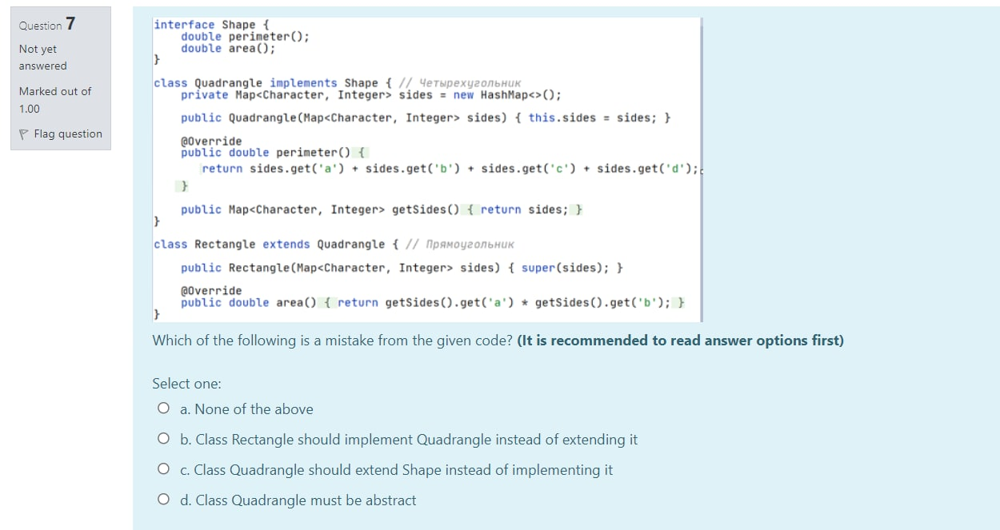 Question 7
Not yet
answered
Marked out of
1.00
Flag question
interface Shape {
    double perimeter();
    double area();
}
class Quadrangle implements Shape { // Четырехугольник
    private Map<Character, Integer> sides = new HashMap<>();
    public Quadrangle(Map<Character, Integer> sides) { this.sides = sides; }
    @Override
    public double perimeter() {
        return sides.get('a') + sides.get('b') + sides.get('c') + sides.get('d');
    }
    public Map<Character, Integer> getSides() { return sides; }
}
class Rectangle extends Quadrangle { // Прямоугольник
    public Rectangle(Map<Character, Integer> sides) { super(sides); }
    @Override
    public double area() { return getSides().get('a') * getSides().get('b'); }
}
Which of the following is a mistake from the given code? (It is recommended to read answer options first)
Select one:
a. None of the above
b. Class Rectangle should implement Quadrangle instead of extending it
c. Class Quadrangle should extend Shape instead of implementing it
d. Class Quadrangle must be abstract